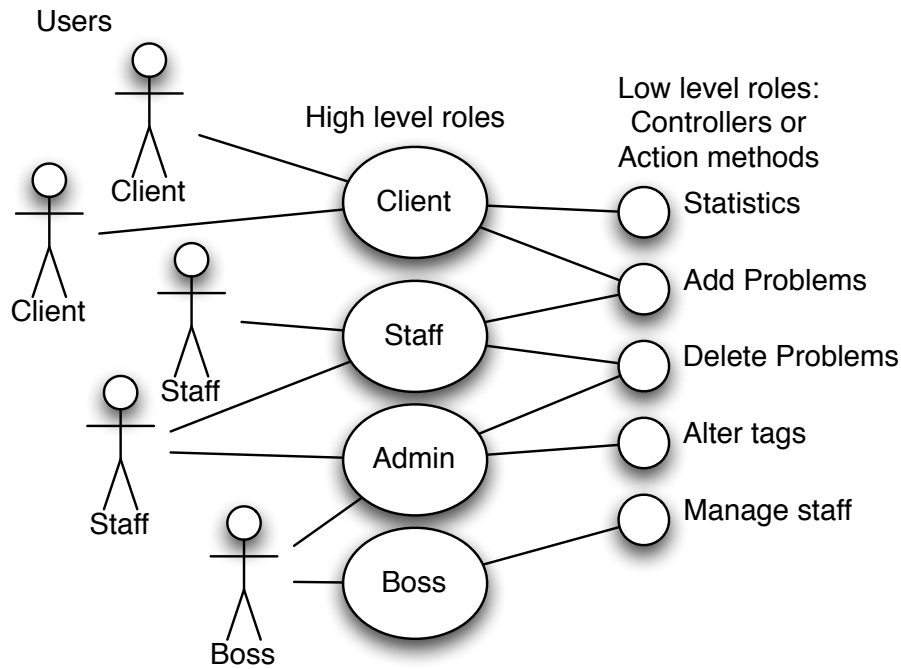 Users
High level roles
Low level roles:
Controllers or
Action methods
Client
Client
Staff
Staff
Boss
Client
Staff
Admin
Boss
Statistics
Add Problems
Delete Problems
Alter tags
Manage staff